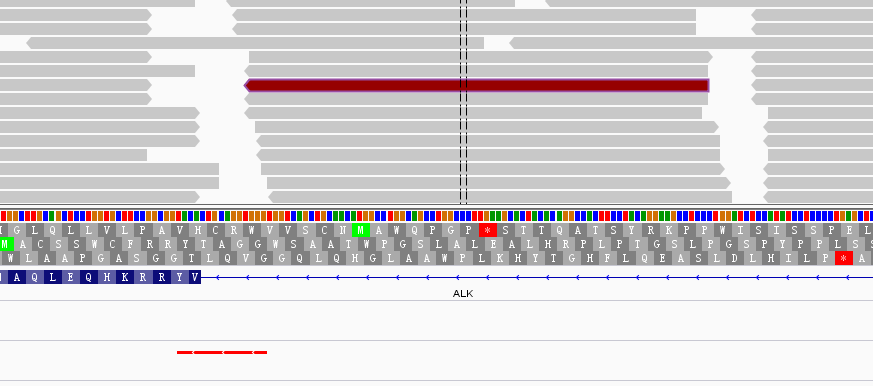 G L Q L L V L P A V H C R W V V S C N M A W Q P G P * S T T Q A T S Y R K P P W I S I S S P E L
M A C S S W C F R R Y T A G G W S A A T W P G S L A L E A L H R P L P T G S L P G S P Y P P L S S
W L A A P G A S G G T L Q V G G Q L Q H G L A A W P L K H Y T G H F L Q E A S L D L H I L P * A
A Q L E Q H K R R Y V
ALK